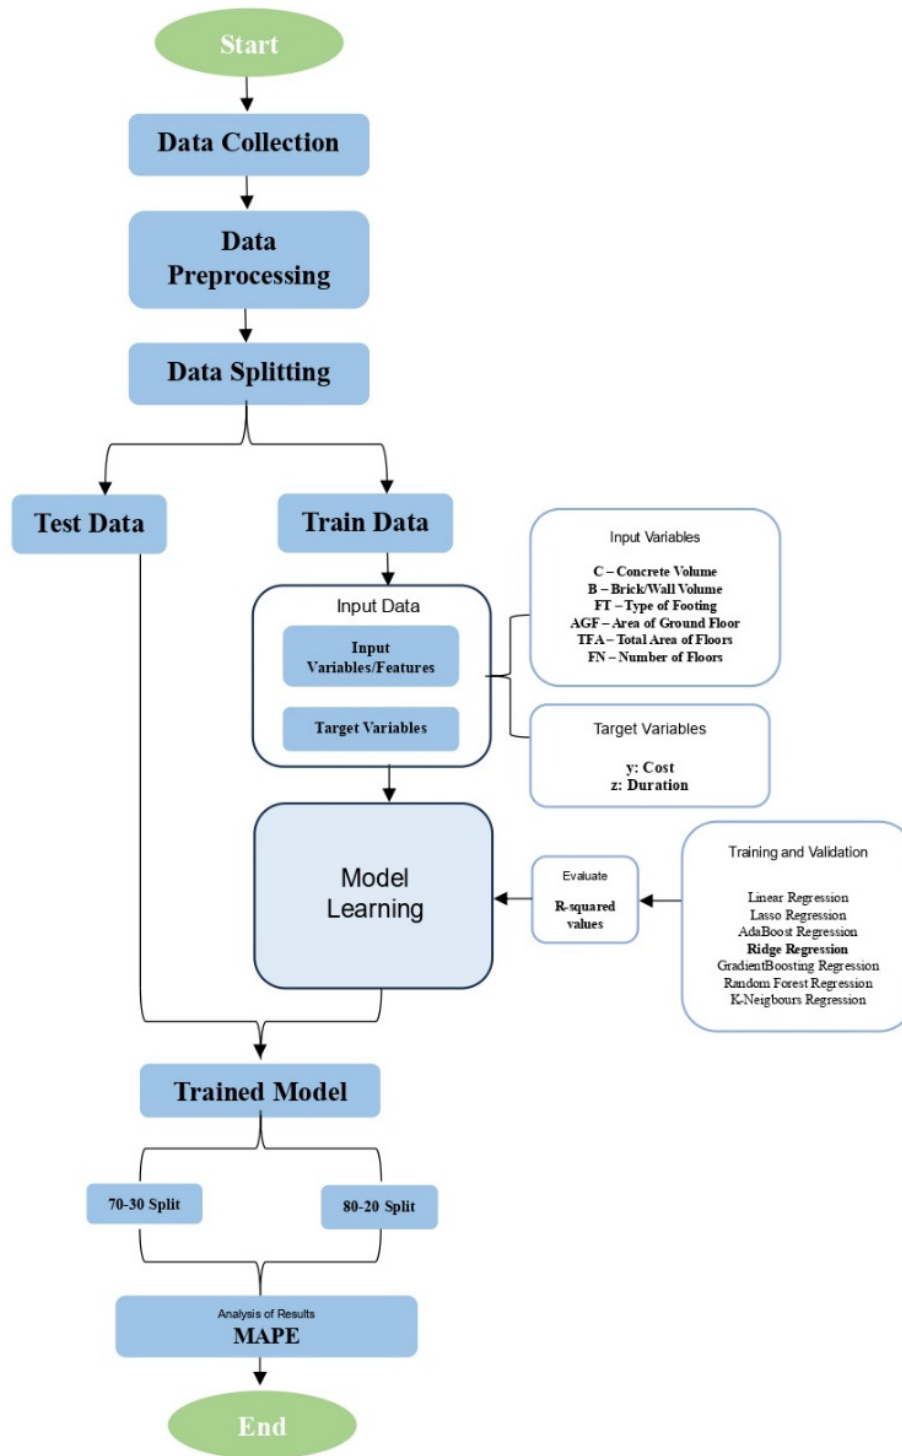 Start
Data Collection
Data
Preprocessing
Data Splitting
Test Data
Train Data
Input Data
Input
Variables/Features
Target Variables
Input Variables
C – Concrete Volume
B – Brick/Wall Volume
FT – Type of Footing
AGF – Area of Ground Floor
TFA – Total Area of Floors
FN – Number of Floors
Target Variables
y: Cost
z: Duration
Model
Learning
Evaluate
R-squared
values
Training and Validation
Linear Regression
Lasso Regression
AdaBoost Regression
Ridge Regression
GradientBoosting Regression
Random Forest Regression
K-Neigbours Regression
Trained Model
70-30 Split
80-20 Split
Analysis of Results
MAPE
End